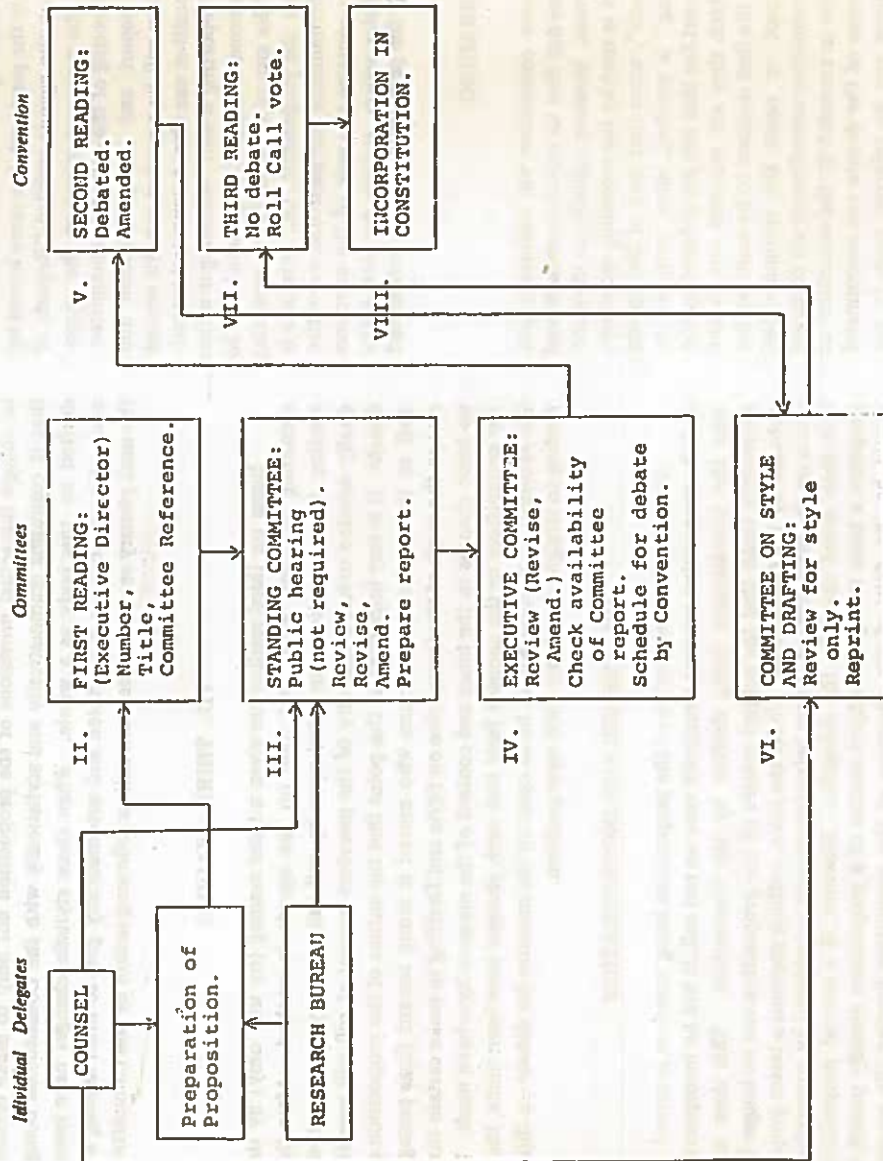 Idividual Delegates
COUNSEL
Preparation of
Proposition.
RESEARCH BUREAU
Committees
II.
FIRST READING:
(Executive Director)
Number,
Title,
Committee Reference.
III.
STANDING COMMITTEE:
Public hearing
(not required).
Review,
Revise,
Amend.
Prepare report.
IV.
EXECUTIVE COMMITTEE:
Review (Revise,
Amend.)
Check availability
of Committee
report.
Schedule for debate
by Convention.
VI.
COMMITTEE ON STYLE
AND DRAFTING:
Review for style
only.
Reprint.
Convention
V.
SECOND READING:
Debated.
Amended.
VII.
THIRD READING:
No debate.
Roll Call vote.
VIII.
INCORPORATION IN
CONSTITUTION.